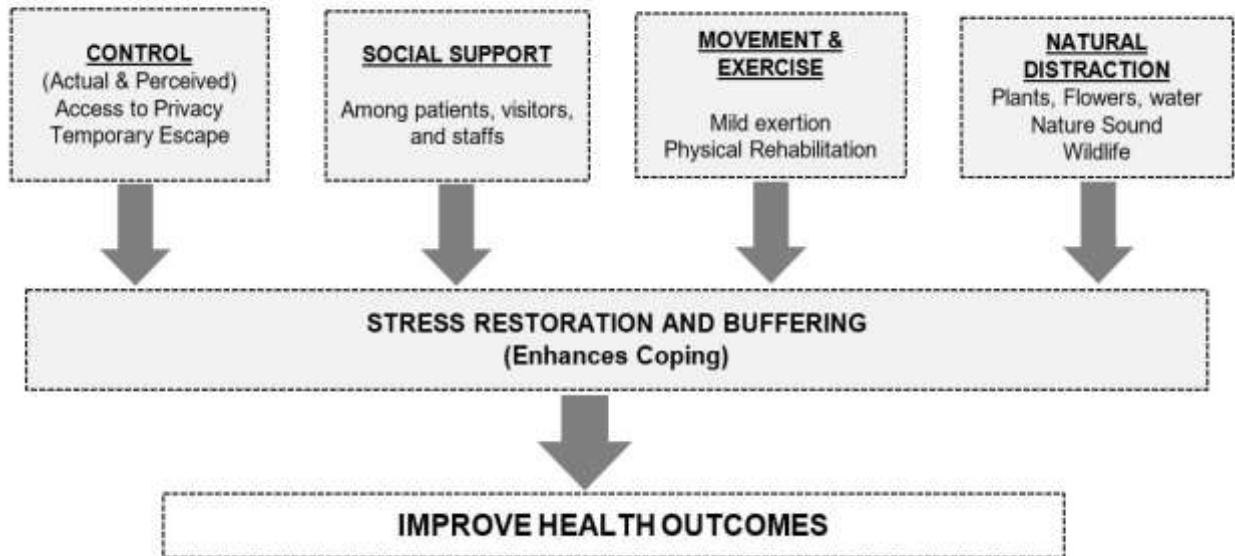 CONTROL
(Actual & Perceived)
Access to Privacy
Temporary Escape
SOCIAL SUPPORT
Among patients, visitors,
and staffs
MOVEMENT &
EXERCISE
Mild exertion
Physical Rehabilitation
NATURAL
DISTRACTION
Plants, Flowers, water
Nature Sound
Wildlife
STRESS RESTORATION AND BUFFERING
(Enhances Coping)
IMPROVE HEALTH OUTCOMES